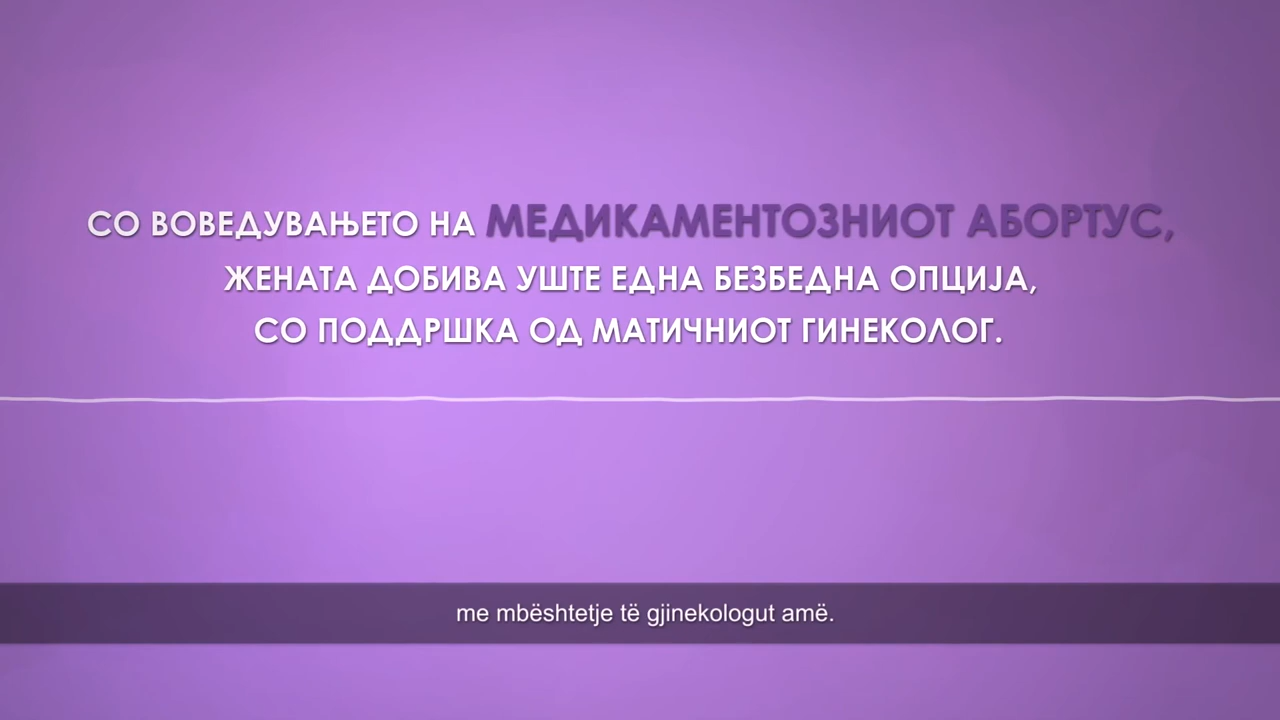 СО ВОВЕДУВАЊЕТО НА МЕДИКАМЕНТОЗНИОТ АБОРТУС,
ЖЕНАТА ДОБИВА УШТЕ ЕДНА БЕЗБЕДНА ОПЦИЈА,
СО ПОДДРШКА ОД МАТИЧНИОТ ГИНЕКОЛОГ.
me mbështetje të gjinekologut amë.